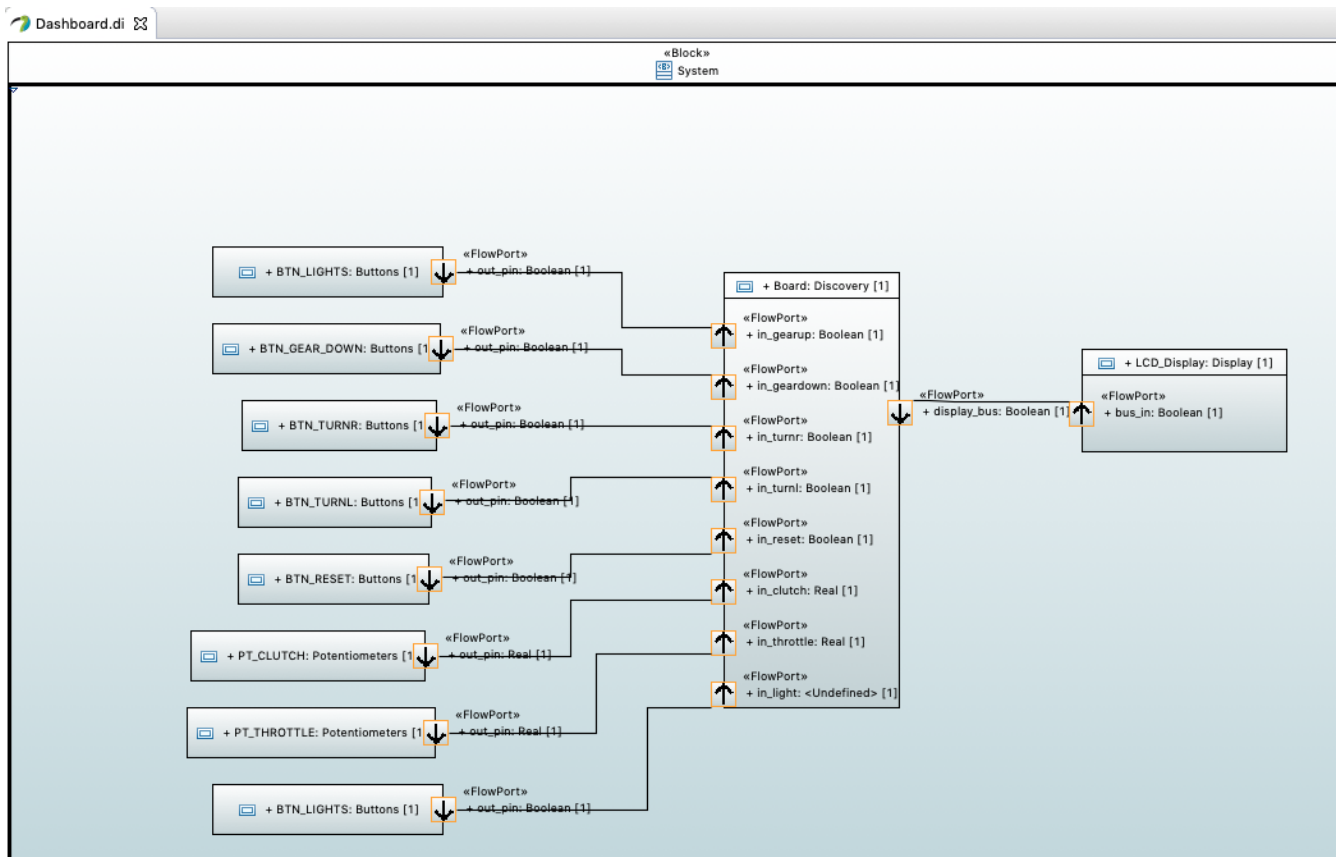 Dashboard.di
«Block»
System
+ BTN_LIGHTS: Buttons [1]
«FlowPort»
+ out_pin: Boolean [1]
+ BTN_GEAR_DOWN: Buttons [1
«FlowPort»
+ out_pin: Boolean [1]
+ BTN_TURNR: Buttons [1
«FlowPort»
+ out_pin: Boolean [1]
+ BTN_TURNL: Buttons [1
«FlowPort»
+ out_pin: Boolean [1]
+ BTN_RESET: Buttons [1
«FlowPort»
+ out_pin: Boolean [1]
+ PT_CLUTCH: Potentiometers [1
«FlowPort»
+ out_pin: Real [1]
+ PT_THROTTLE: Potentiometers [1
«FlowPort»
+ out_pin: Real [1]
+ BTN_LIGHTS: Buttons [1]
«FlowPort»
+ out_pin: Boolean [1]
+ Board: Discovery [1]
«FlowPort»
+ in_gearup: Boolean [1]
«FlowPort»
+ in_geardown: Boolean [1]
«FlowPort»
+ in_turnr: Boolean [1]
«FlowPort»
+ in_turnl: Boolean [1]
«FlowPort»
+ in_reset: Boolean [1]
«FlowPort»
+ in_clutch: Real [1]
«FlowPort»
+ in_throttle: Real [1]
«FlowPort»
+ in_light: <Undefined> [1]
«FlowPort»
+ display_bus: Boolean [1]
+ LCD_Display: Display [1]
«FlowPort»
+ bus_in: Boolean [1]